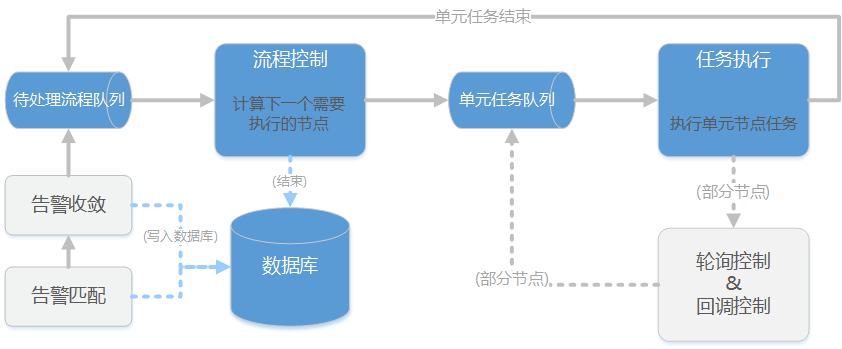 单元任务结束
待处理流程队列
流程控制
计算下一个需要
执行的节点
单元任务队列
任务执行
执行单元节点任务
(结束)
(部分节点)
告警收敛
(写入数据库)
数据库
(部分节点)
告警匹配
轮询控制
&
回调控制